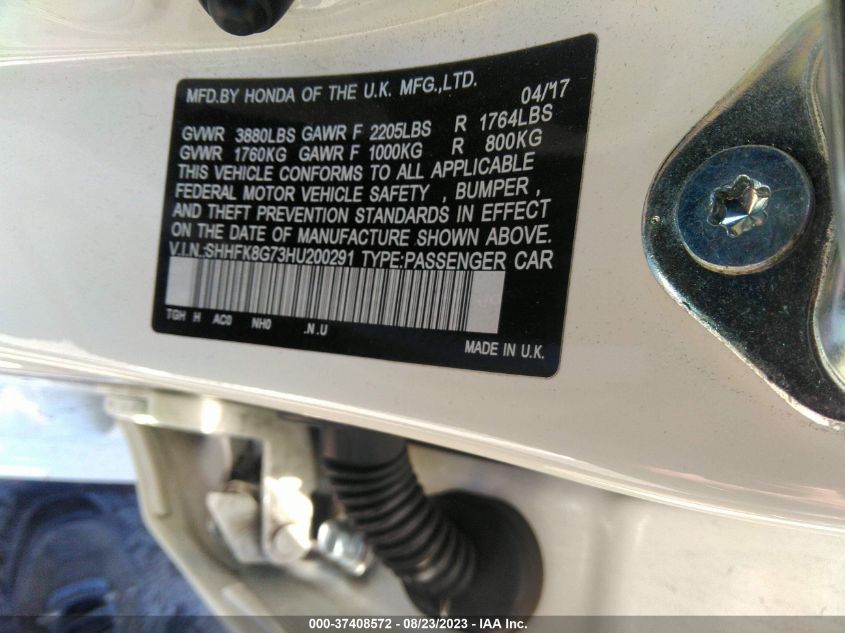 MFD.BY HONDA OF THE U.K. MFG.,LTD. 04/17
GVWR 3880LBS GAWR F 2205LBS R 1764LBS
GVWR 1760KG GAWR F 1000KG R 800KG
THIS VEHICLE CONFORMS TO ALL APPLICABLE
FEDERAL MOTOR VEHICLE SAFETY , BUMPER ,
AND THEFT PREVENTION STANDARDS IN EFFECT
ON THE DATE OF MANUFACTURE SHOWN ABOVE.
V.I.N.:SHHFK8G73HU200291 TYPE:PASSENGER CAR
TGH H AC0 NH0 .N.U
MADE IN U.K.
000-37408572 - 08/23/2023 - IAA Inc.